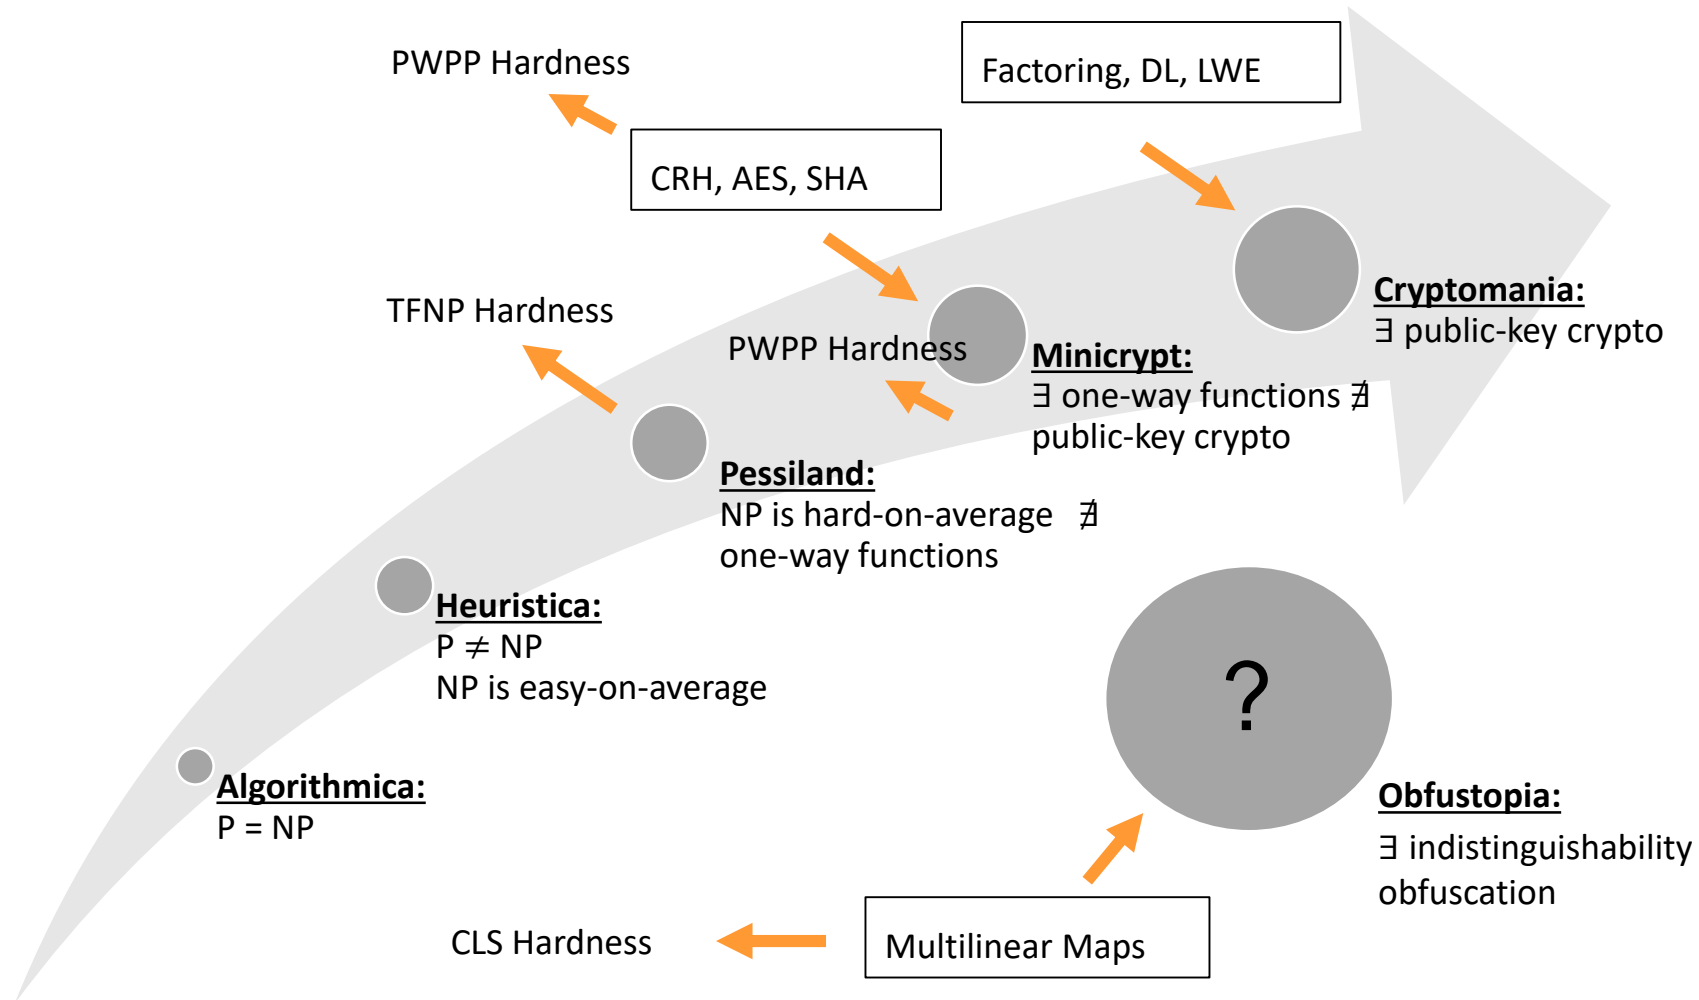 PWPP Hardness
Factoring, DL, LWE
CRH, AES, SHA
TFNP Hardness
PWPP Hardness
Cryptomania:
∃ public-key crypto
Minicrypt:
∃ one-way functions ∄
public-key crypto
Pessiland:
NP is hard-on-average ∄
one-way functions
Heuristica:
P ≠ NP
NP is easy-on-average
?
Algorithmica:
P = NP
Obfustopia:
∃ indistinguishability
obfuscation
CLS Hardness
Multilinear Maps